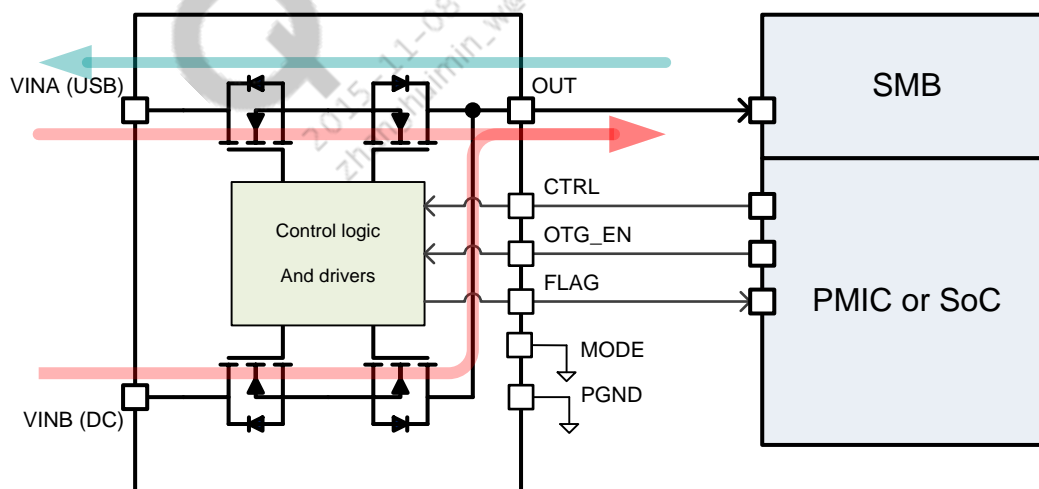 VINA (USB)
OUT
SMB
CTRL
Control logic
And drivers
OTG_EN
FLAG
PMIC or SoC
MODE
PGND
VINB (DC)